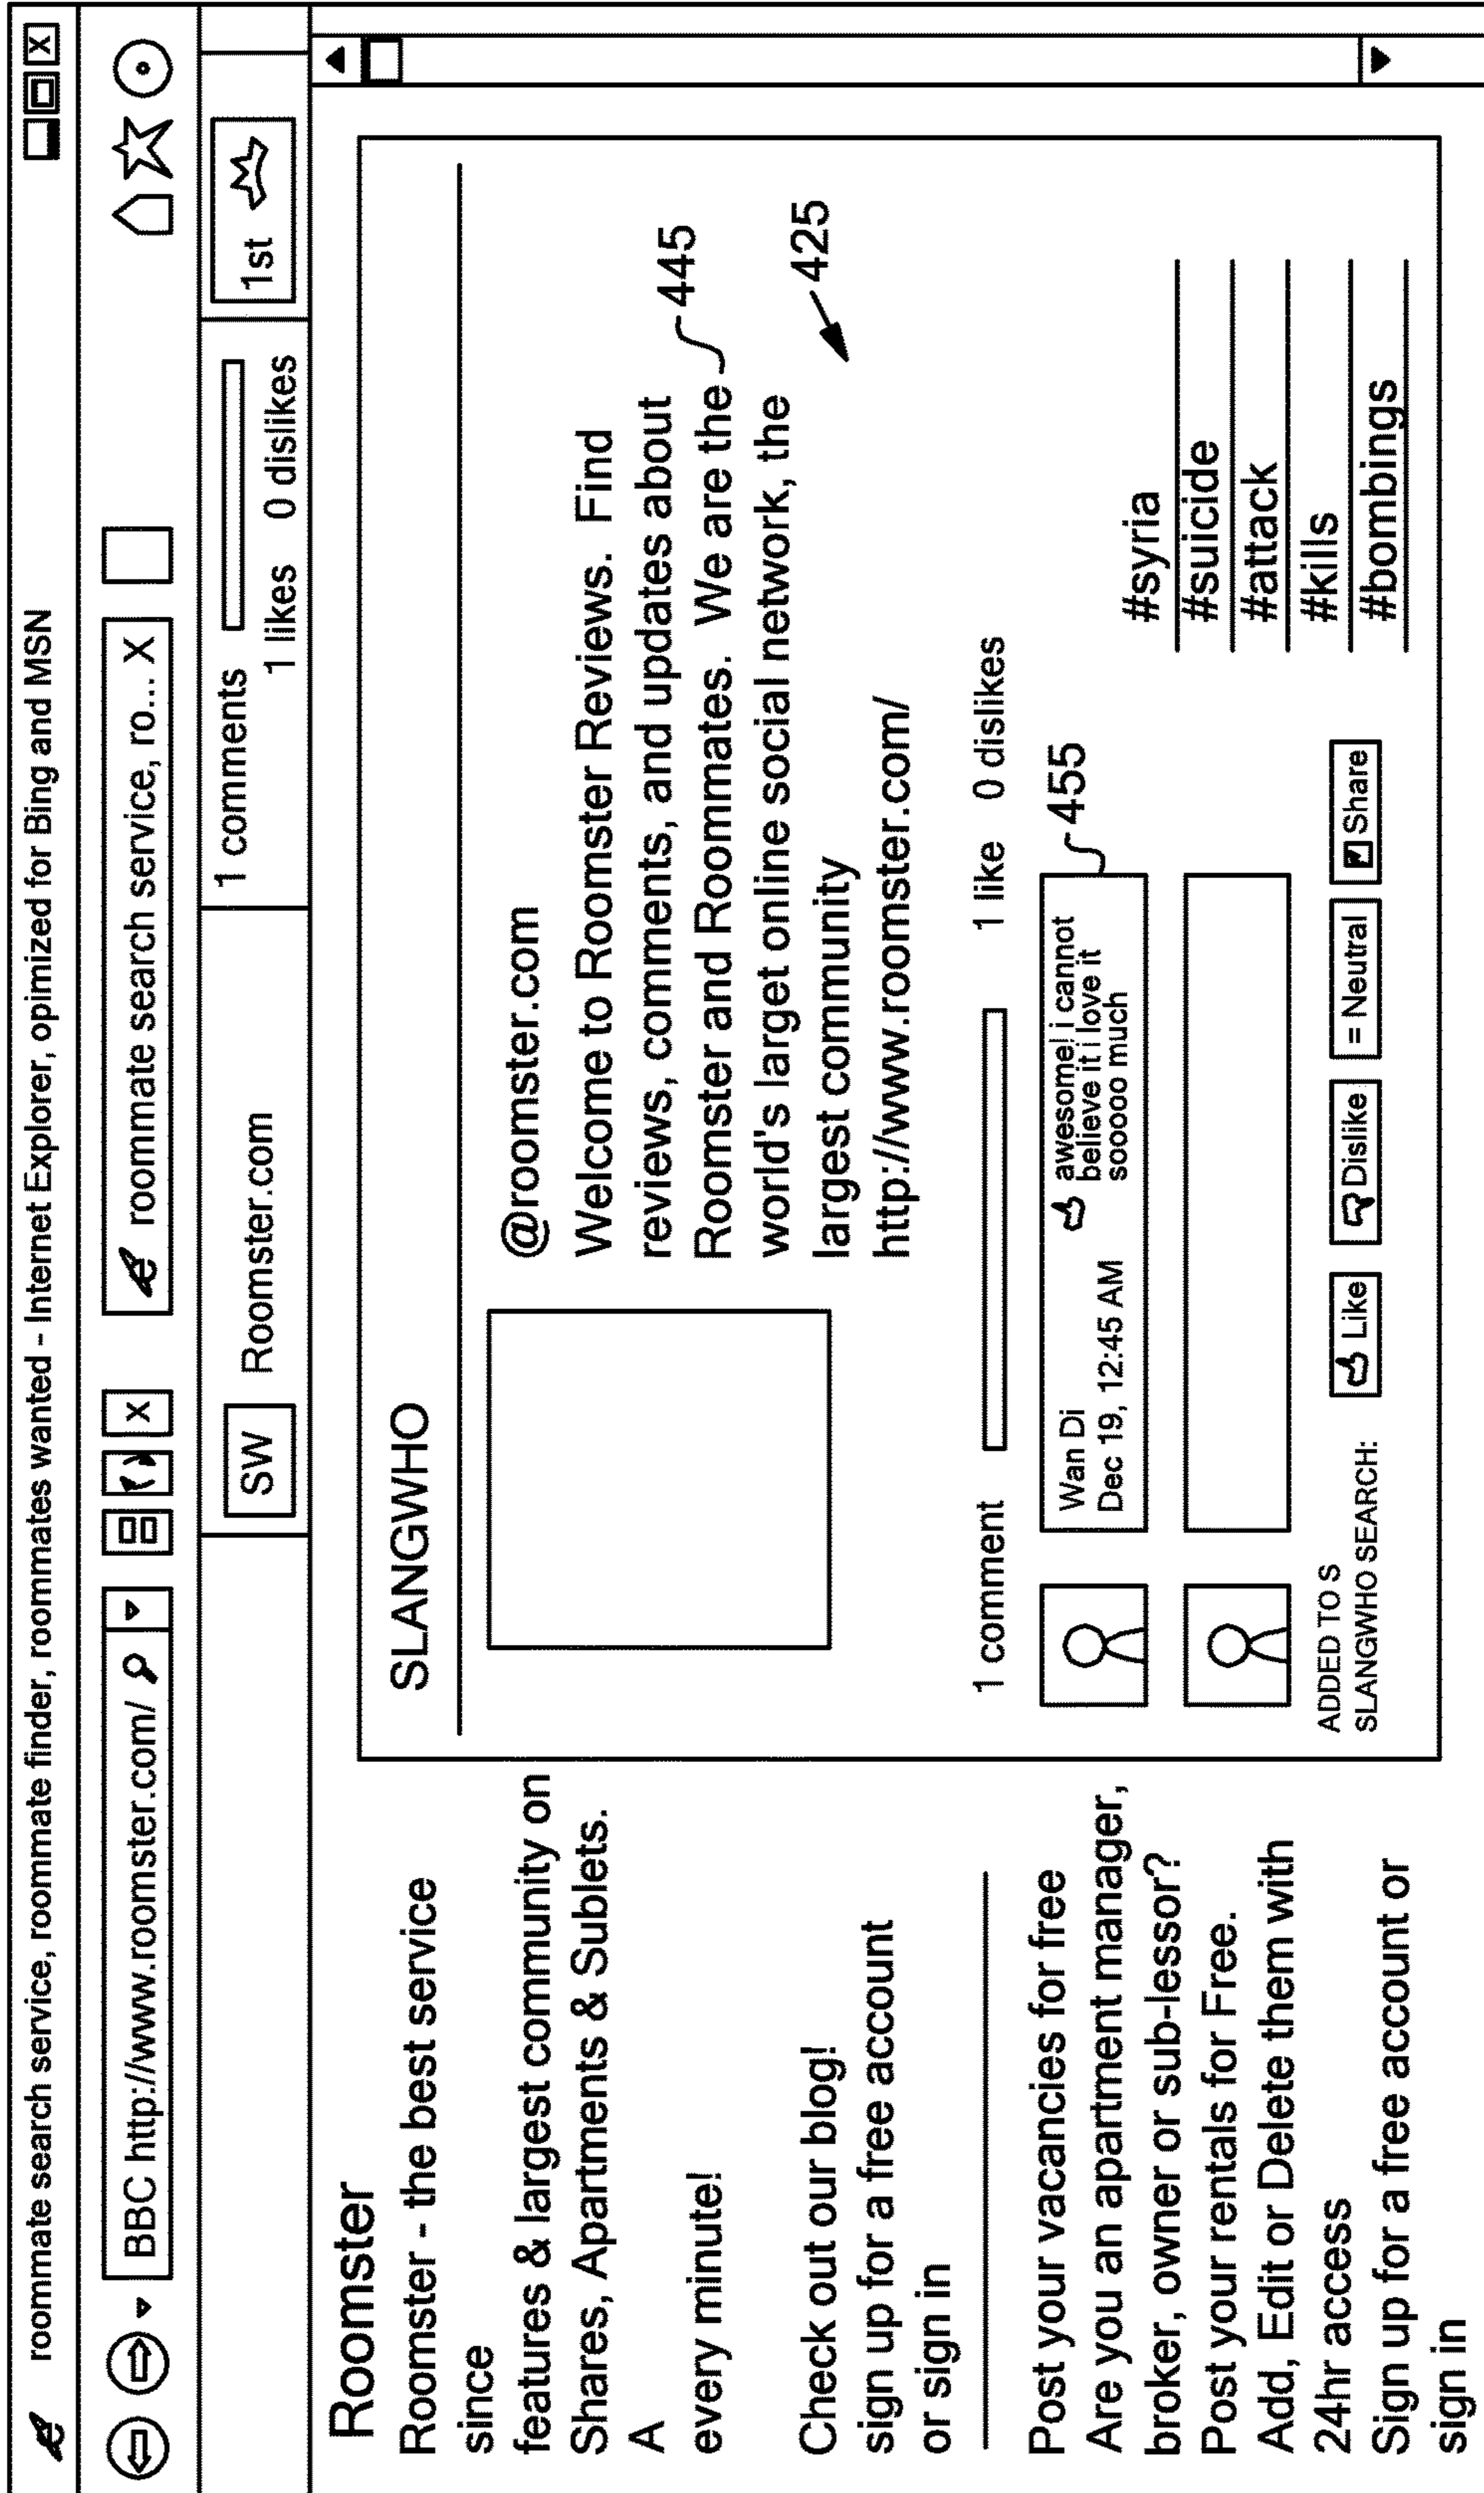 roommate search service, roommate finder, roommates wanted - Internet Explorer, opimized for Bing and MSN
X
BBC http://www.roomster.com/
X
roommate search service, ro... X
SW Roomster.com
1 comments
1 likes 0 dislikes
1st
Roomster
Roomster - the best service
since
features & largest community on
Shares, Apartments & Sublets.
A
every minute!
Check out our blog!
sign up for a free account
or sign in
Post your vacancies for free
Are you an apartment manager,
broker, owner or sub-lessor?
Post your rentals for Free.
Add, Edit or Delete them with
24hr access
Sign up for a free account or
sign in
SLANGWHO
@roomster.com
Welcome to Roomster Reviews. Find
reviews, comments, and updates about
Roomster and Roommates. We are the
world's larget online social network, the
largest community
http://www.roomster.com/
445
425
1 comment
1 like 0 dislikes
Wan Di
Dec 19, 12:45 AM
awesome! i cannot
believe it i love it
sooooo much
455
#syria
#suicide
#attack
#kills
#bombings
ADDED TO S
SLANGWHO SEARCH:
Like
Dislike
= Neutral
Share